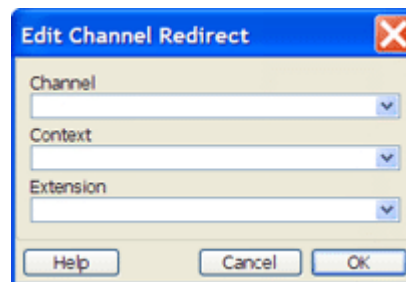 Edit Channel Redirect
Channel
Context
Extension
Help Cancel OK